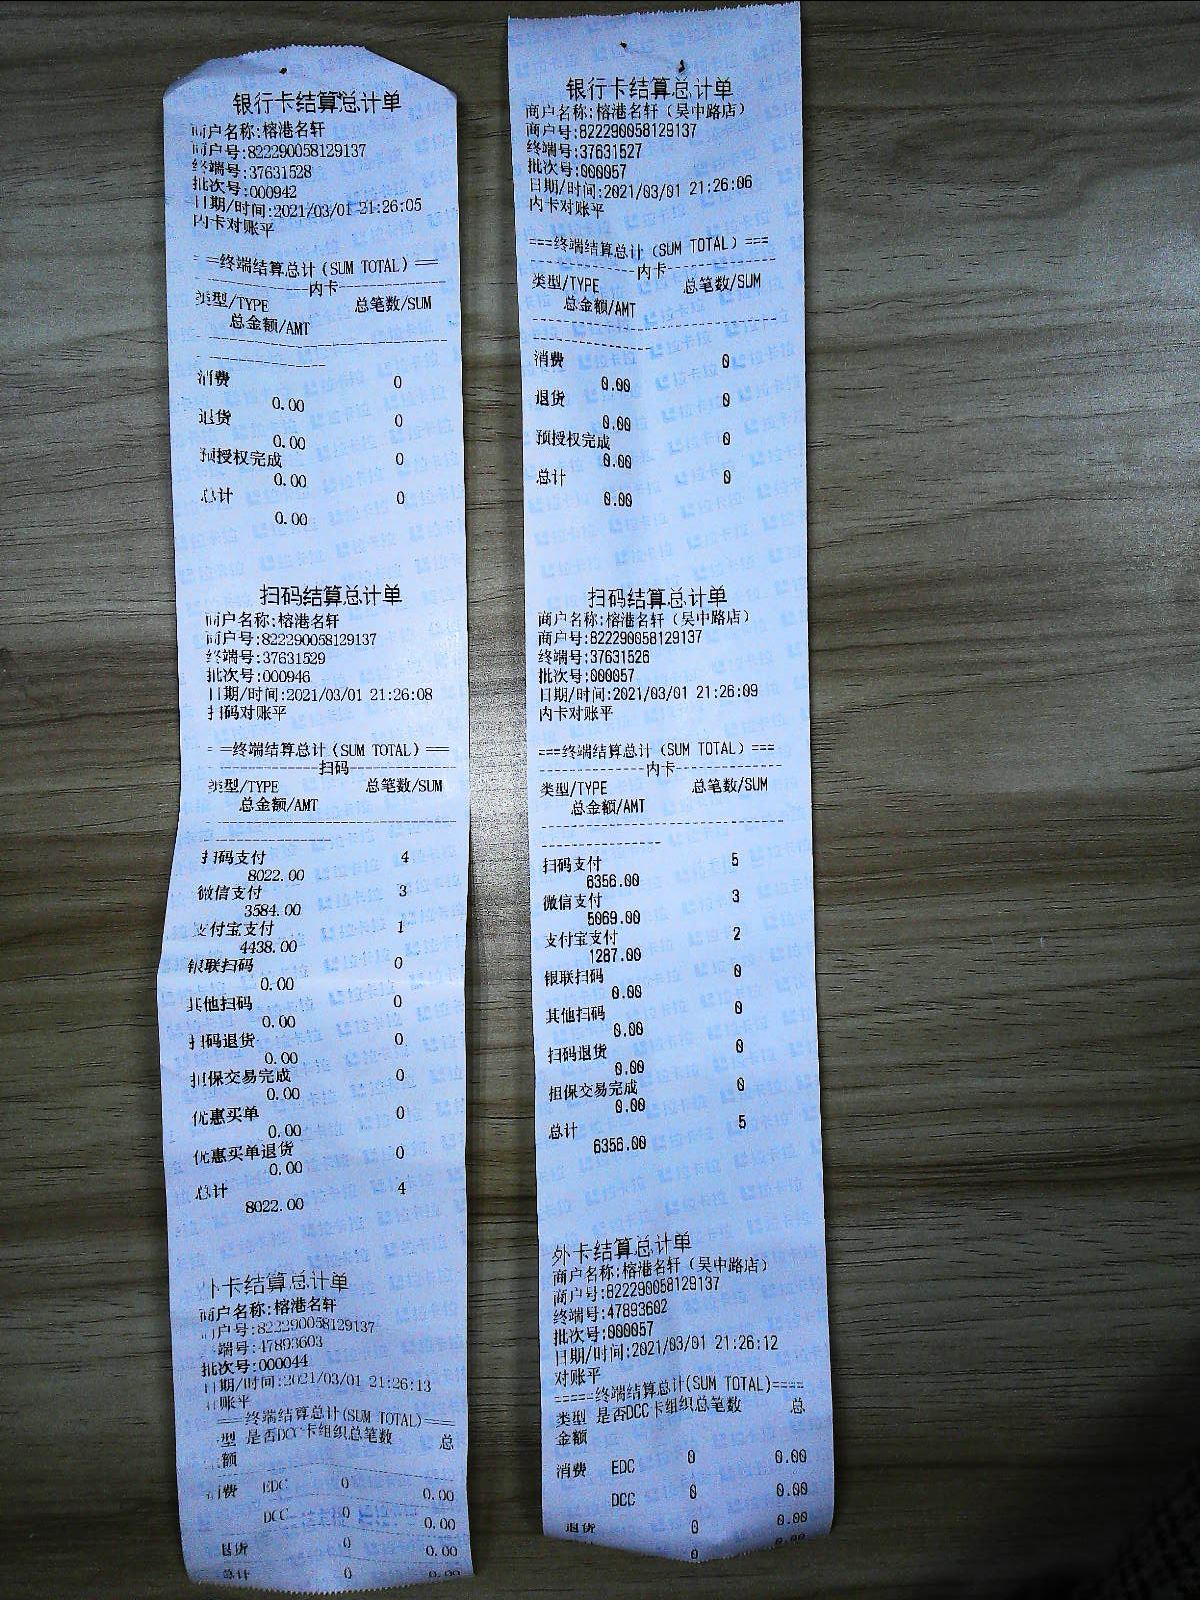 银行卡结算总计单
商户名称:榕港名轩
商户号:822290058129137
终端号:37631528
批次号:000942
日期/时间:2021/03/01 21:26:05
内卡对账平
==终端结算总计(SUM TOTAL)===
内卡
类型/TYPE 总笔数/SUM
总金额/AMT
消费 0
0.00
退货 0
0.00
预授权完成 0
0.00
总计 0
0.00
扫码结算总计单
商户名称:榕港名轩
商户号:822290058129137
终端号:37631529
批次号:000946
日期/时间:2021/03/01 21:26:08
扫码对账平
==终端结算总计(SUM TOTAL)===
扫码
类型/TYPE 总笔数/SUM
总金额/AMT
扫码支付 4
8022.00
微信支付 3
3584.00
支付宝支付 1
4438.00
银联扫码 0
0.00
其他扫码 0
0.00
扫码退货 0
0.00
担保交易完成 0
0.00
优惠买单 0
0.00
优惠买单退货 0
0.00
总计 4
8022.00
外卡结算总计单
商户名称:榕港名轩
商户号:822290058129137
端号:47893603
批次号:000044
日期/时间:2021/03/01 21:26:13
账平
===终端结算总计(SUM TOTAL)====
型 是否DCC卡组织总笔数 总
额
消费 EDC 0 0.00
DCC 0 0.00
退货 0 0.00
总计 0 0.00
银行卡结算总计单
商户名称:榕港名轩（吴中路店）
商户号:822290058129137
终端号:37631527
批次号:000057
日期/时间:2021/03/01 21:26:06
内卡对账平
===终端结算总计(SUM TOTAL)===
内卡
类型/TYPE 总笔数/SUM
总金额/AMT
消费 0
0.00
退货 0
0.00
预授权完成 0
0.00
总计 0
0.00
扫码结算总计单
商户名称:榕港名轩（吴中路店）
商户号:822290058129137
终端号:37631526
批次号:000057
日期/时间:2021/03/01 21:26:09
内卡对账平
===终端结算总计(SUM TOTAL)===
内卡
类型/TYPE 总笔数/SUM
总金额/AMT
扫码支付 5
6356.00
微信支付 3
5069.00
支付宝支付 2
1287.00
银联扫码 0
0.00
其他扫码 0
0.00
扫码退货 0
0.00
担保交易完成 0
0.00
总计 5
6356.00
外卡结算总计单
商户名称:榕港名轩（吴中路店）
商户号:822290058129137
终端号:47893602
批次号:000057
日期/时间:2021/03/01 21:26:12
对账平
=====终端结算总计(SUM TOTAL)====
类型 是否DCC卡组织总笔数 总
金额
消费 EDC 0 0.00
DCC 0 0.00
退货 0 0.00